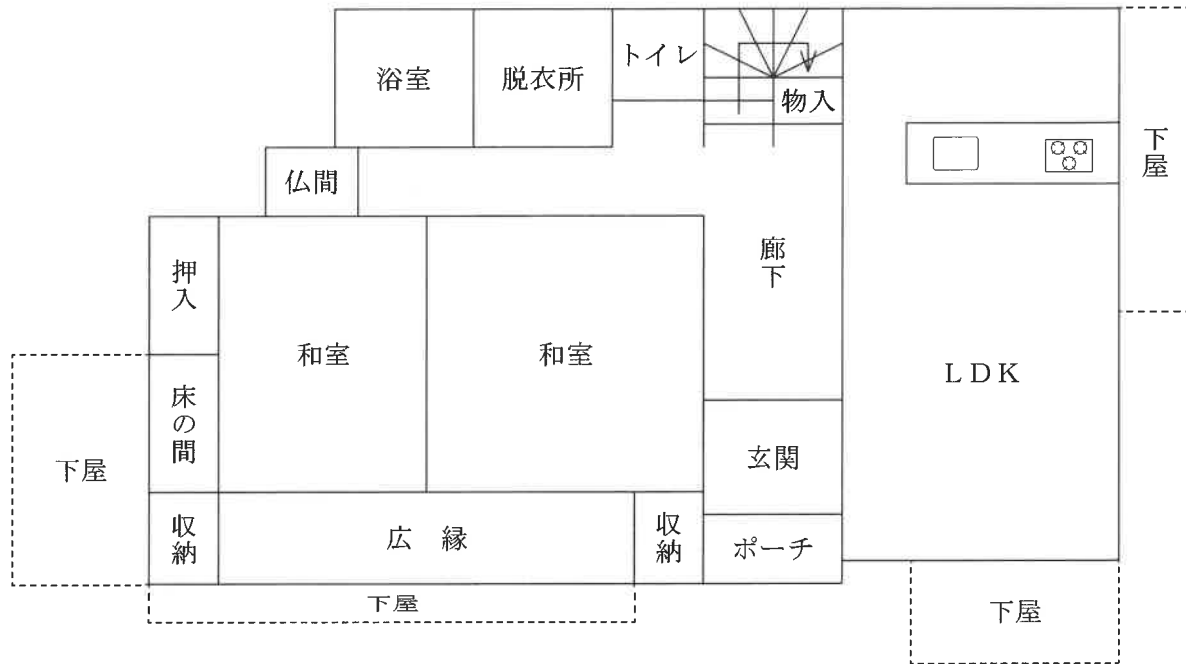 浴室
脱衣所
トイレ
物入
下屋
仏間
押入
廊下
和室
和室
LDK
床の間
下屋
玄関
収納
広 縁
収納
ポーチ
下屋
下屋